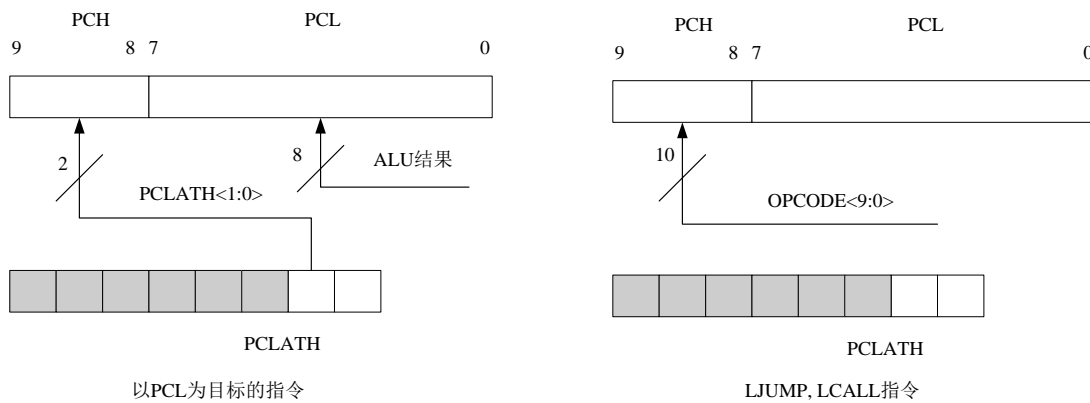 PCH PCL
9 8 7 0
2
8
ALU结果
PCLATH<1:0>
PCLATH
以PCL为目标的指令
PCH PCL
9 8 7 0
10
OPCODE<9:0>
PCLATH
LJUMP, LCALL指令